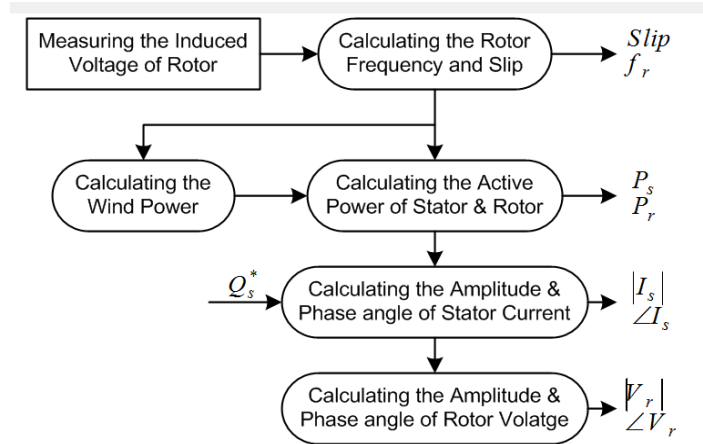 Measuring the Induced
Voltage of Rotor
Calculating the Rotor
Frequency and Slip
Slip
f_r
Calculating the
Wind Power
Calculating the Active
Power of Stator & Rotor
P_s
P_r
Q_s^*
Calculating the Amplitude &
Phase angle of Stator Current
|I_s|
∠I_s
Calculating the Amplitude &
Phase angle of Rotor Volatge
|V_r|
∠V_r